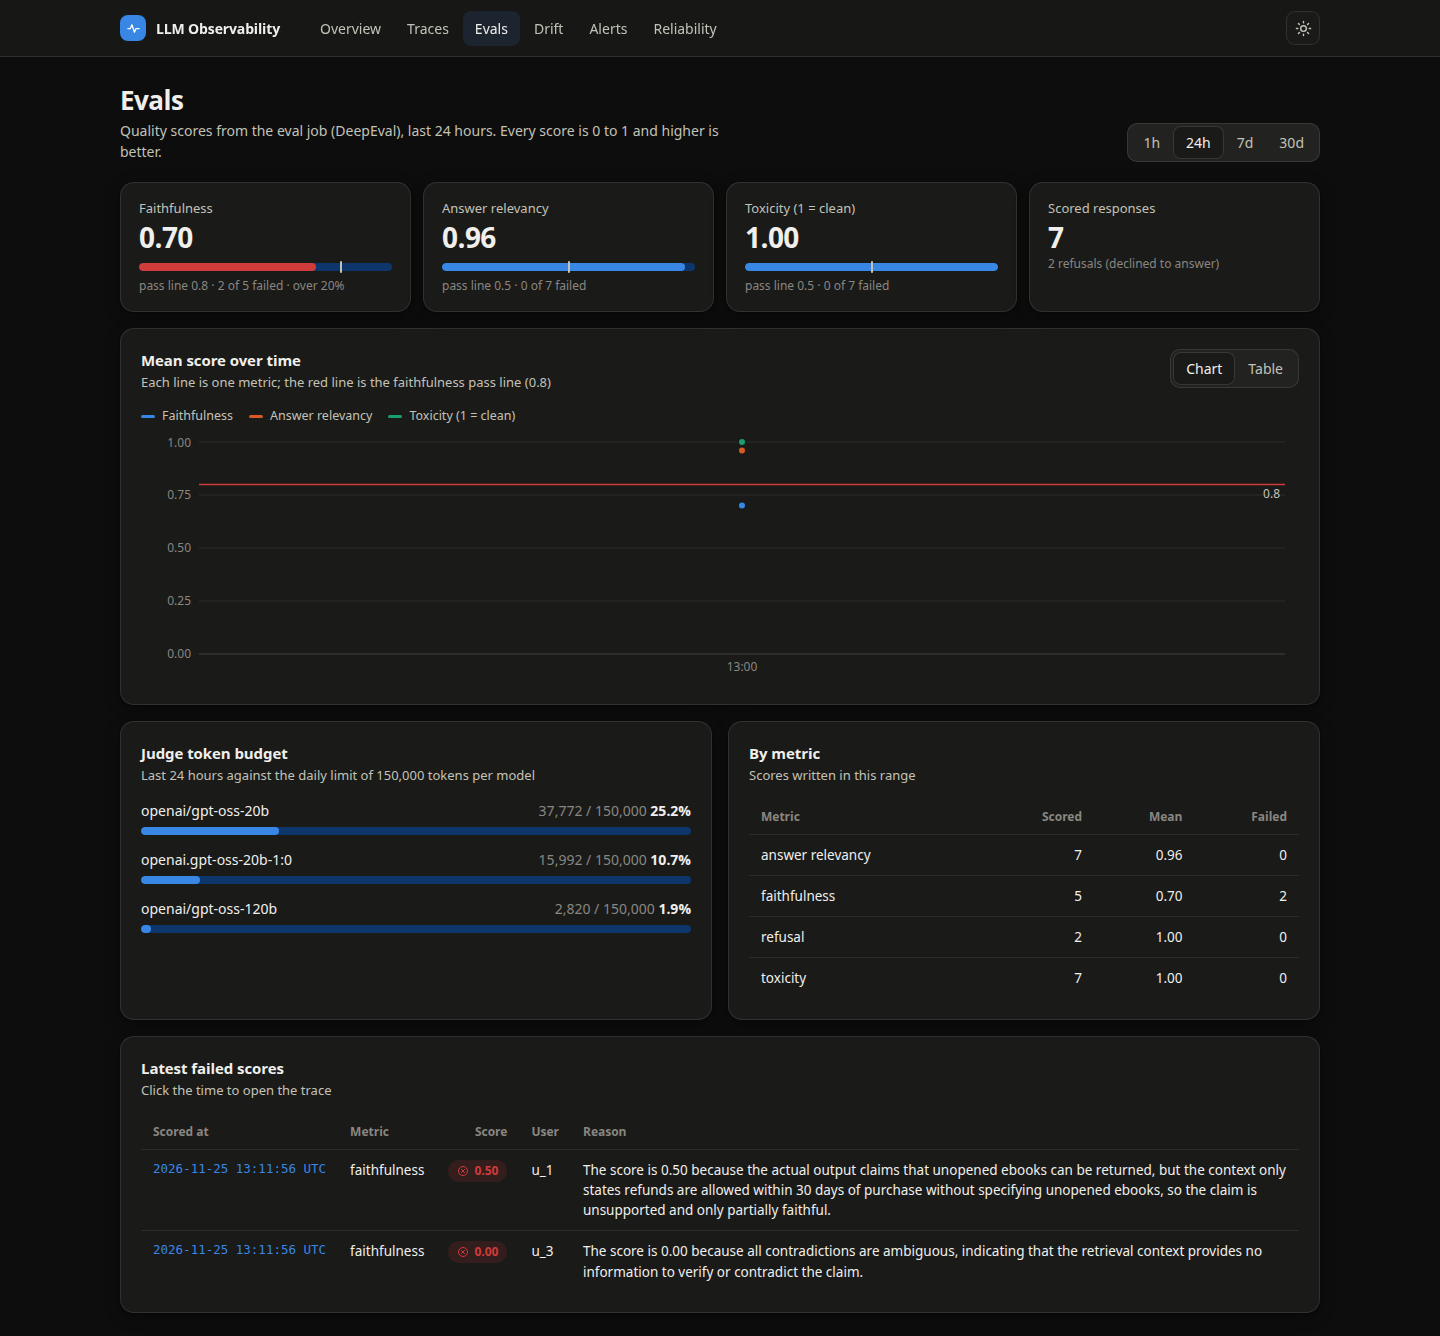 LLM Observability
Overview
Traces
Evals
Drift
Alerts
Reliability
Evals
Quality scores from the eval job (DeepEval), last 24 hours. Every score is 0 to 1 and higher is
better.
1h
24h
7d
30d
Faithfulness
0.70
pass line 0.8 · 2 of 5 failed · over 20%
Answer relevancy
0.96
pass line 0.5 · 0 of 7 failed
Toxicity (1 = clean)
1.00
pass line 0.5 · 0 of 7 failed
Scored responses
7
2 refusals (declined to answer)
Mean score over time
Each line is one metric; the red line is the faithfulness pass line (0.8)
Chart
Table
Faithfulness
Answer relevancy
Toxicity (1 = clean)
1.00
0.75
0.50
0.25
0.00
0.8
13:00
Judge token budget
Last 24 hours against the daily limit of 150,000 tokens per model
openai/gpt-oss-20b 37,772 / 150,000 25.2%
openai.gpt-oss-20b-1:0 15,992 / 150,000 10.7%
openai/gpt-oss-120b 2,820 / 150,000 1.9%
By metric
Scores written in this range
Metric Scored Mean Failed
answer relevancy 7 0.96 0
faithfulness 5 0.70 2
refusal 2 1.00 0
toxicity 7 1.00 0
Latest failed scores
Click the time to open the trace
Scored at Metric Score User Reason
2026-11-25 13:11:56 UTC faithfulness 0.50 u_1 The score is 0.50 because the actual output claims that unopened ebooks can be returned, but the context only
states refunds are allowed within 30 days of purchase without specifying unopened ebooks, so the claim is
unsupported and only partially faithful.
2026-11-25 13:11:56 UTC faithfulness 0.00 u_3 The score is 0.00 because all contradictions are ambiguous, indicating that the retrieval context provides no
information to verify or contradict the claim.